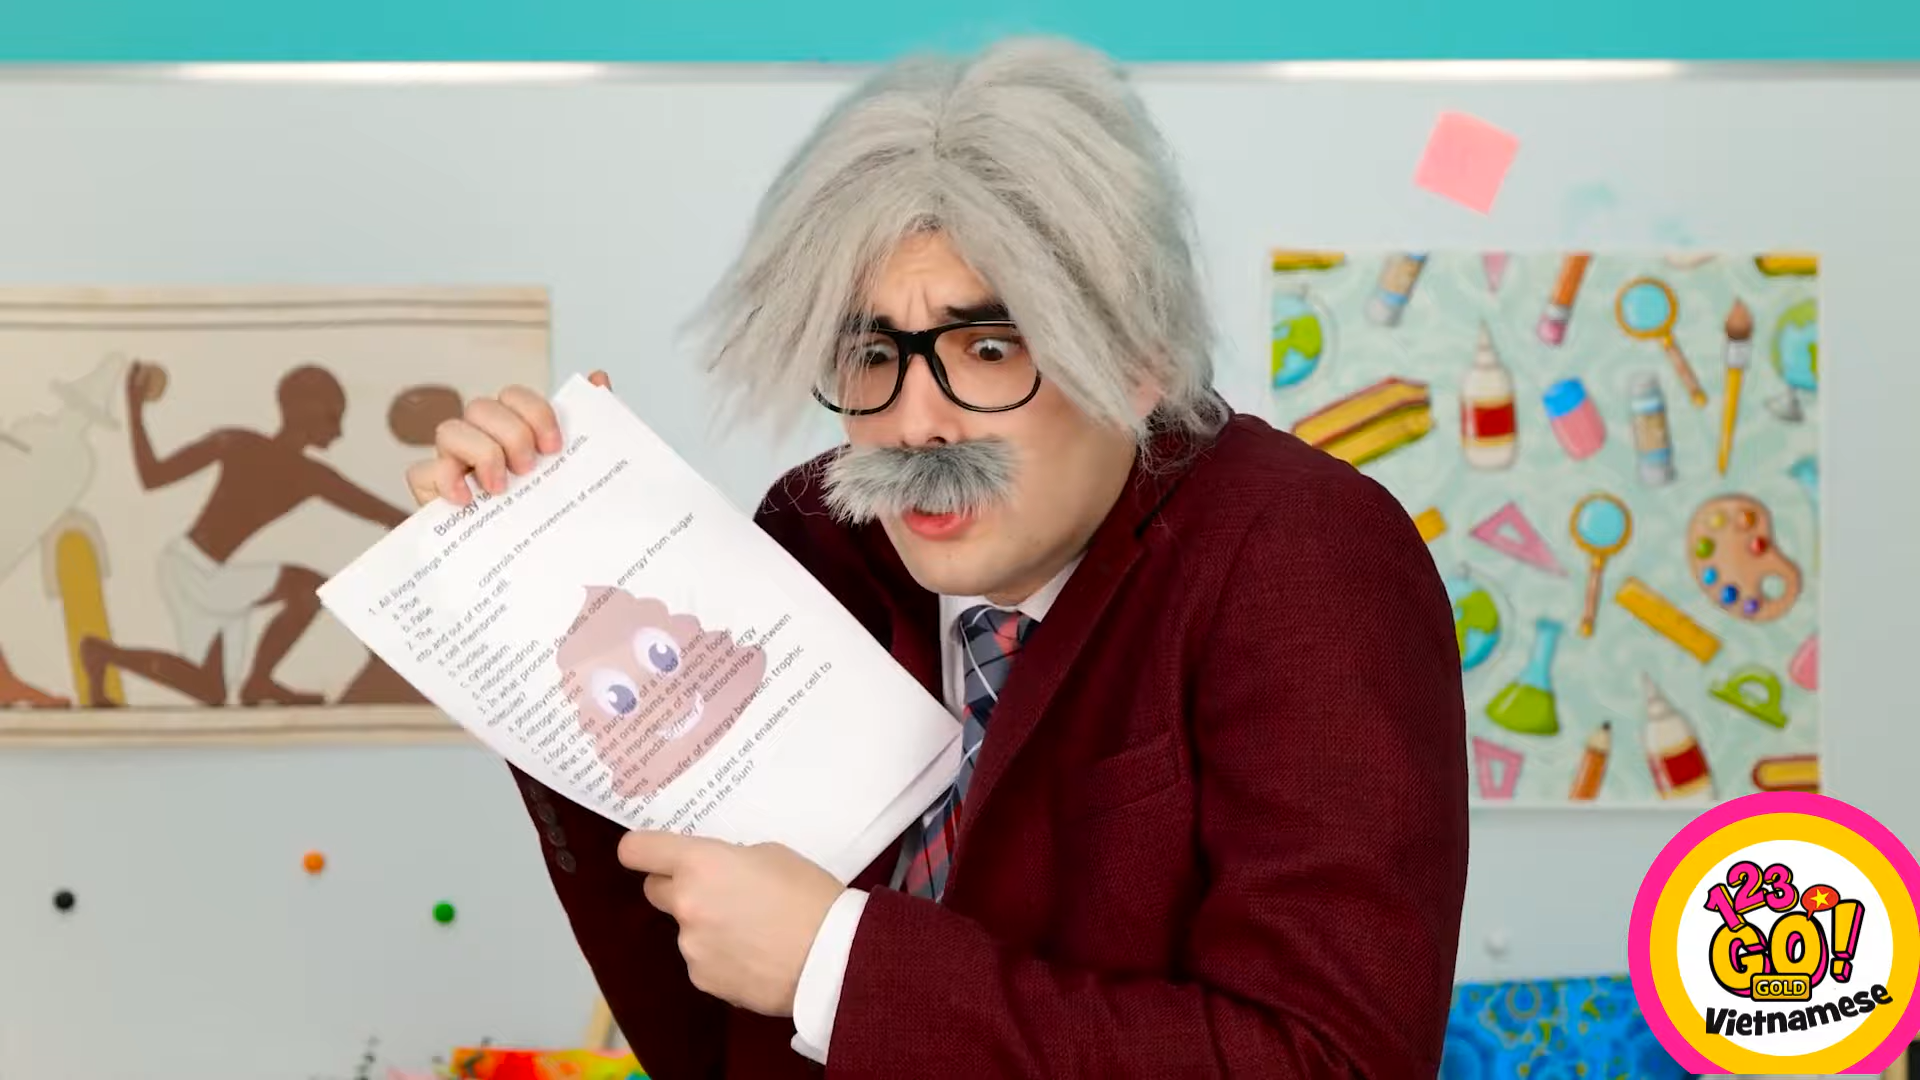 Biology te
1. All living things are composed of one or more cells.
a. True
b. False
2. The controls the movement of materials
into and out of the cell.
a. cell membrane
b. nucleus
c. cytoplasm
d. mitochondrion
3. In what process do cells obtain energy from sugar
molecules?
a. photosynthesis
b. nitrogen cycle
c. respiration
d. food chains
What is the purpose of a food chain?
shows what organisms eat which foods
shows the importance of the Sun's energy
depicts the predator/prey relationships between
organisms
ows the transfer of energy between trophic
els
structure in a plant cell enables the cell to
rgy from the Sun?
123
GO!
GOLD
Vietnamese